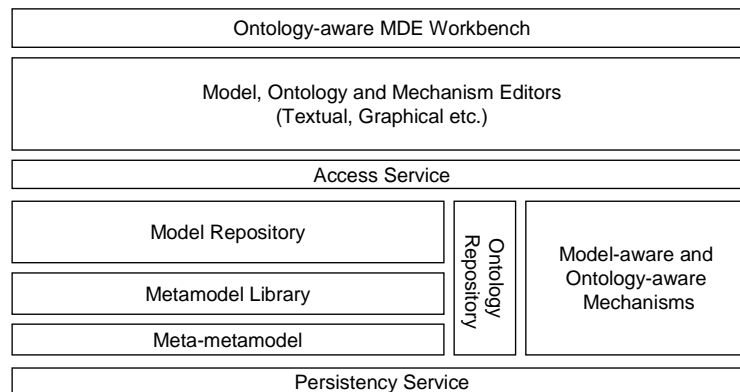 Ontology-aware MDE Workbench
Model, Ontology and Mechanism Editors
(Textual, Graphical etc.)
Access Service
Model Repository
Metamodel Library
Meta-metamodel
Ontology
Repository
Model-aware and
Ontology-aware
Mechanisms
Persistency Service